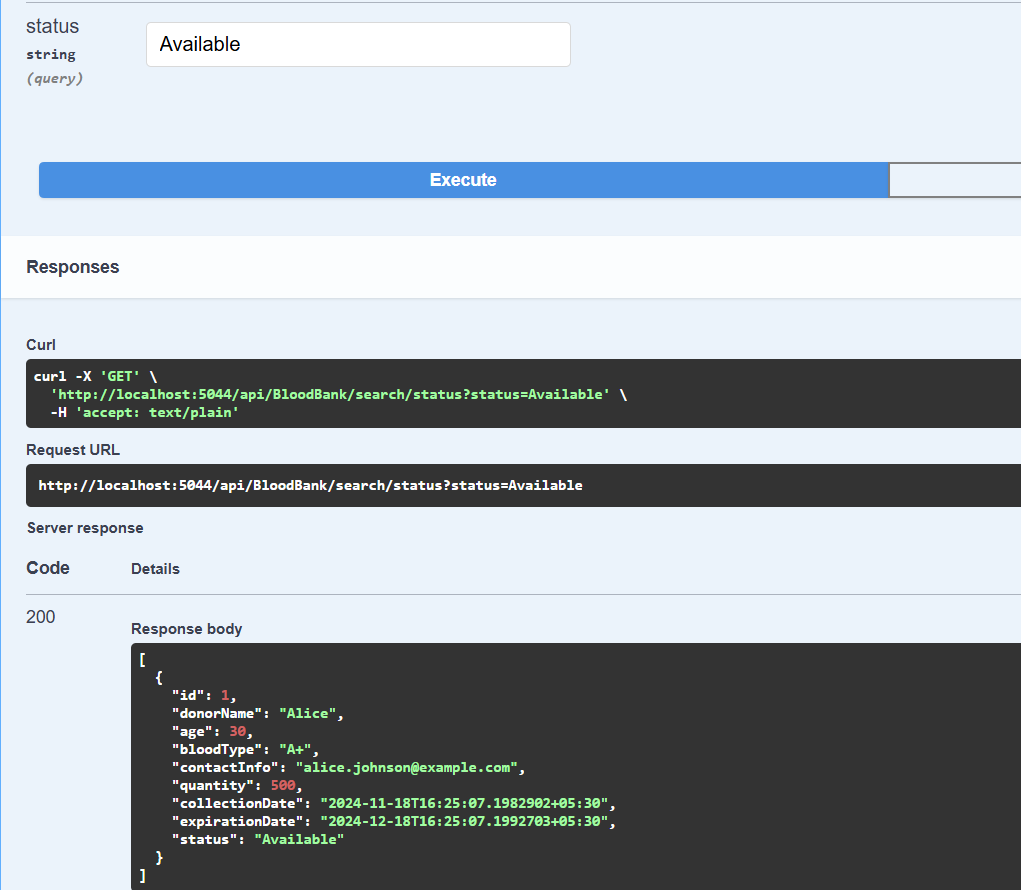 status
Available
string
(query)
Execute
Responses
Curl
curl -X 'GET' \
  'http://localhost:5044/api/BloodBank/search/status?status=Available' \
  -H 'accept: text/plain'
Request URL
http://localhost:5044/api/BloodBank/search/status?status=Available
Server response
Code Details
200
Response body
[
  {
    "id": 1,
    "donorName": "Alice",
    "age": 30,
    "bloodType": "A+",
    "contactInfo": "alice.johnson@example.com",
    "quantity": 500,
    "collectionDate": "2024-11-18T16:25:07.1982902+05:30",
    "expirationDate": "2024-12-18T16:25:07.1992703+05:30",
    "status": "Available"
  }
]